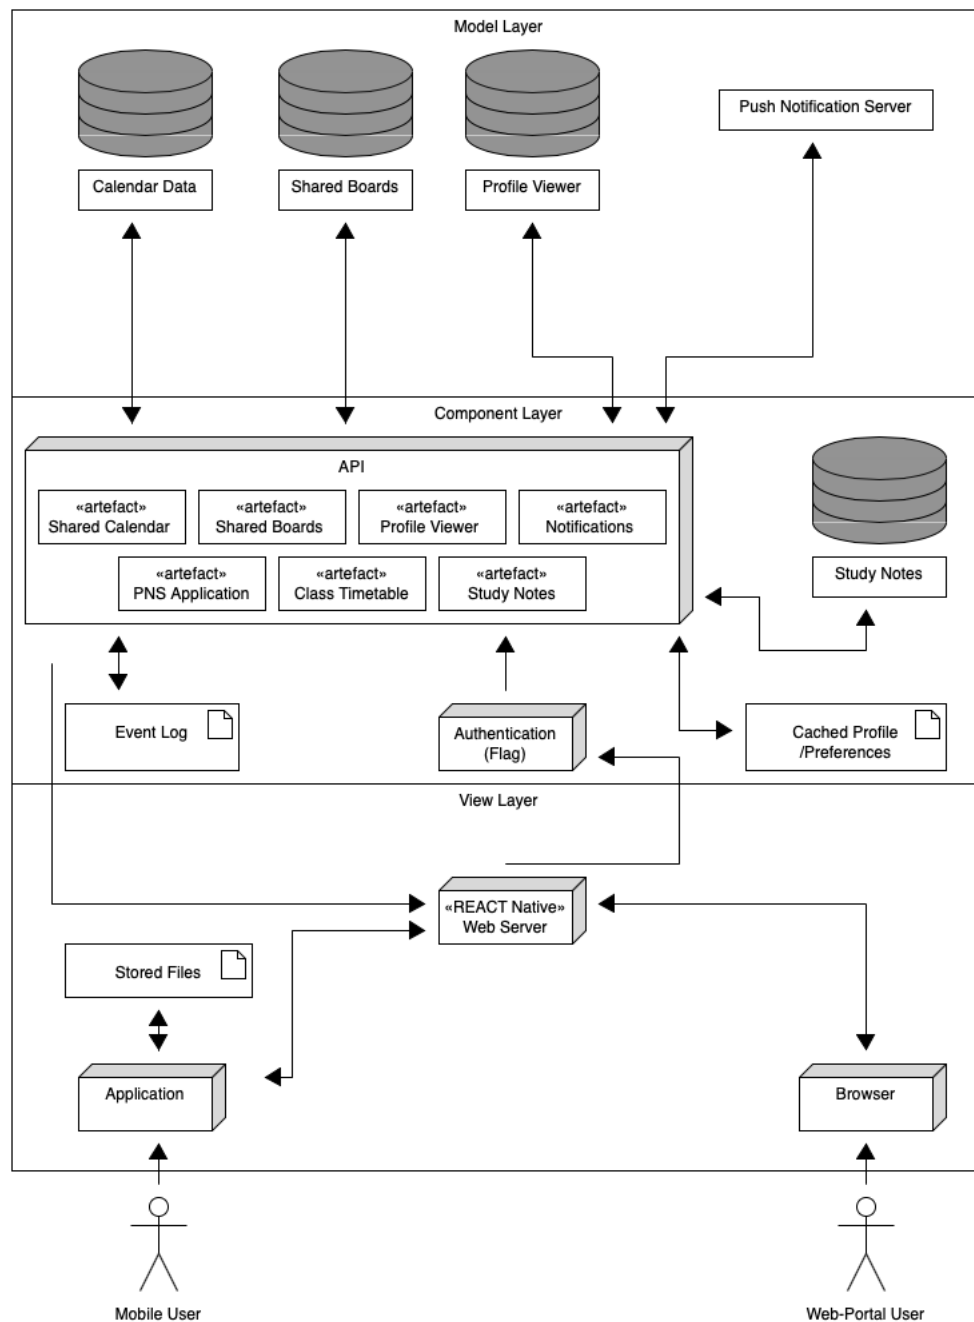 Model Layer
Push Notification Server
Calendar Data
Shared Boards
Profile Viewer
Component Layer
API
«artefact»
Shared Calendar
«artefact»
Shared Boards
«artefact»
Profile Viewer
«artefact»
Notifications
«artefact»
PNS Application
«artefact»
Class Timetable
«artefact»
Study Notes
Study Notes
Event Log
Authentication
(Flag)
Cached Profile
/Preferences
View Layer
«REACT Native»
Web Server
Stored Files
Application
Browser
Mobile User
Web-Portal User